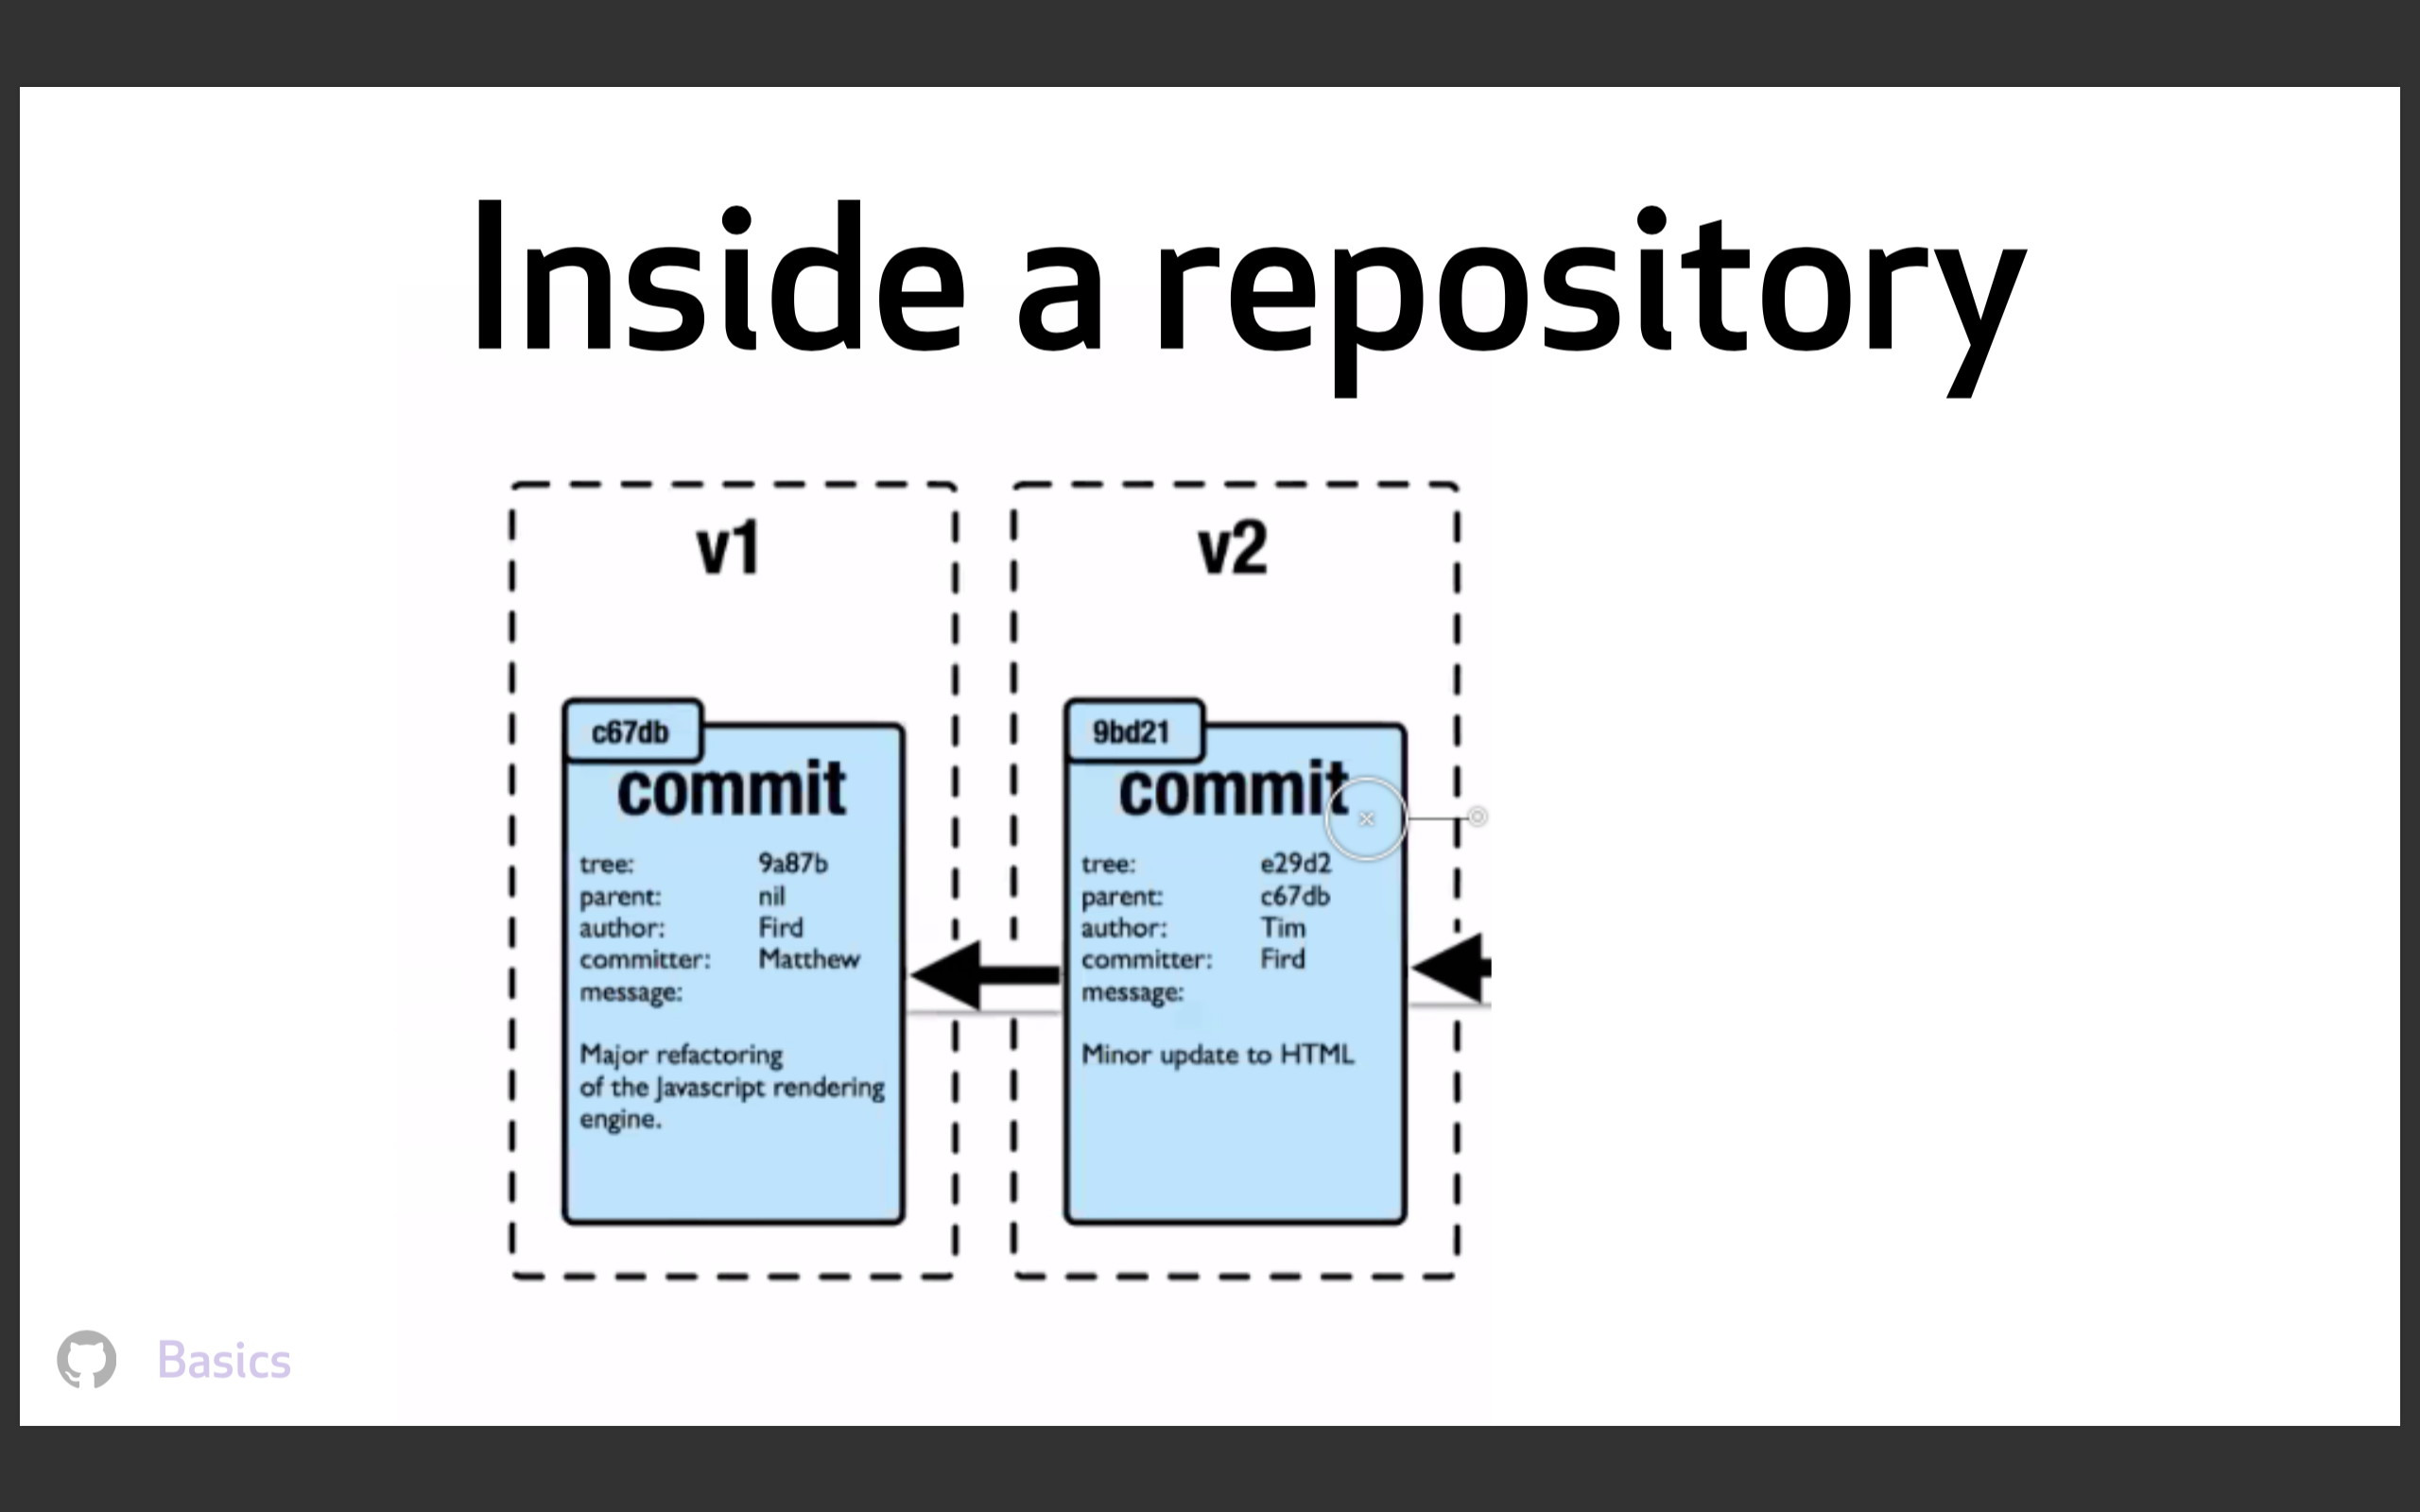 Inside a repository
v1
c67db
commit
tree: 9a87b
parent: nil
author: Fird
committer: Matthew
message:
Major refactoring
of the Javascript rendering
engine.
v2
9bd21
commit
tree: e29d2
parent: c67db
author: Tim
committer: Fird
message:
Minor update to HTML
Basics